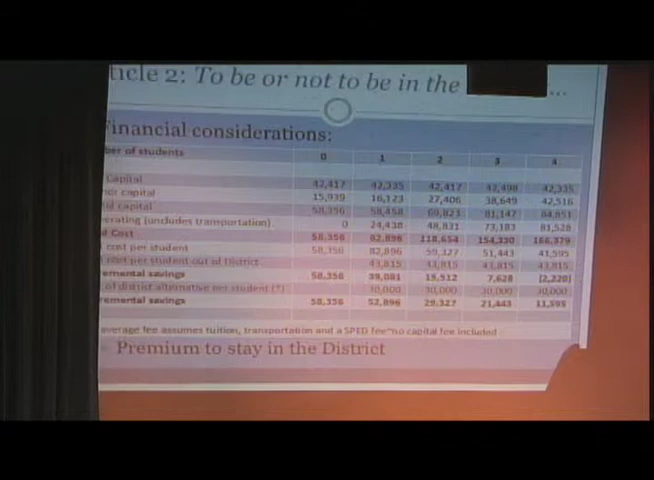 ticle 2: To be or not to be in the ...
Financial considerations:
ber of students 0 1 2 3 4
Capital 42,417 42,335 42,417 42,498 42,335
nor capital 15,939 16,123 27,406 38,649 42,516
al capital 58,356 58,458 69,823 81,147 84,851
erating (uncludes transportation) 0 24,438 48,831 73,183 81,528
l Cost 58,356 82,896 118,654 154,330 166,379
cost per student 58,356 82,896 59,327 51,443 41,595
cost per student out of District 43,815 43,815 43,815 43,815
emental savings 58,356 39,081 15,512 7,628 (2,220)
of district alternative per student (*) 30,000 30,000 30,000 30,000
remental savings 58,356 52,896 29,327 21,443 11,595
average fee assumes tuition, transportation and a SPED fee~no capital fee included
Premium to stay in the District